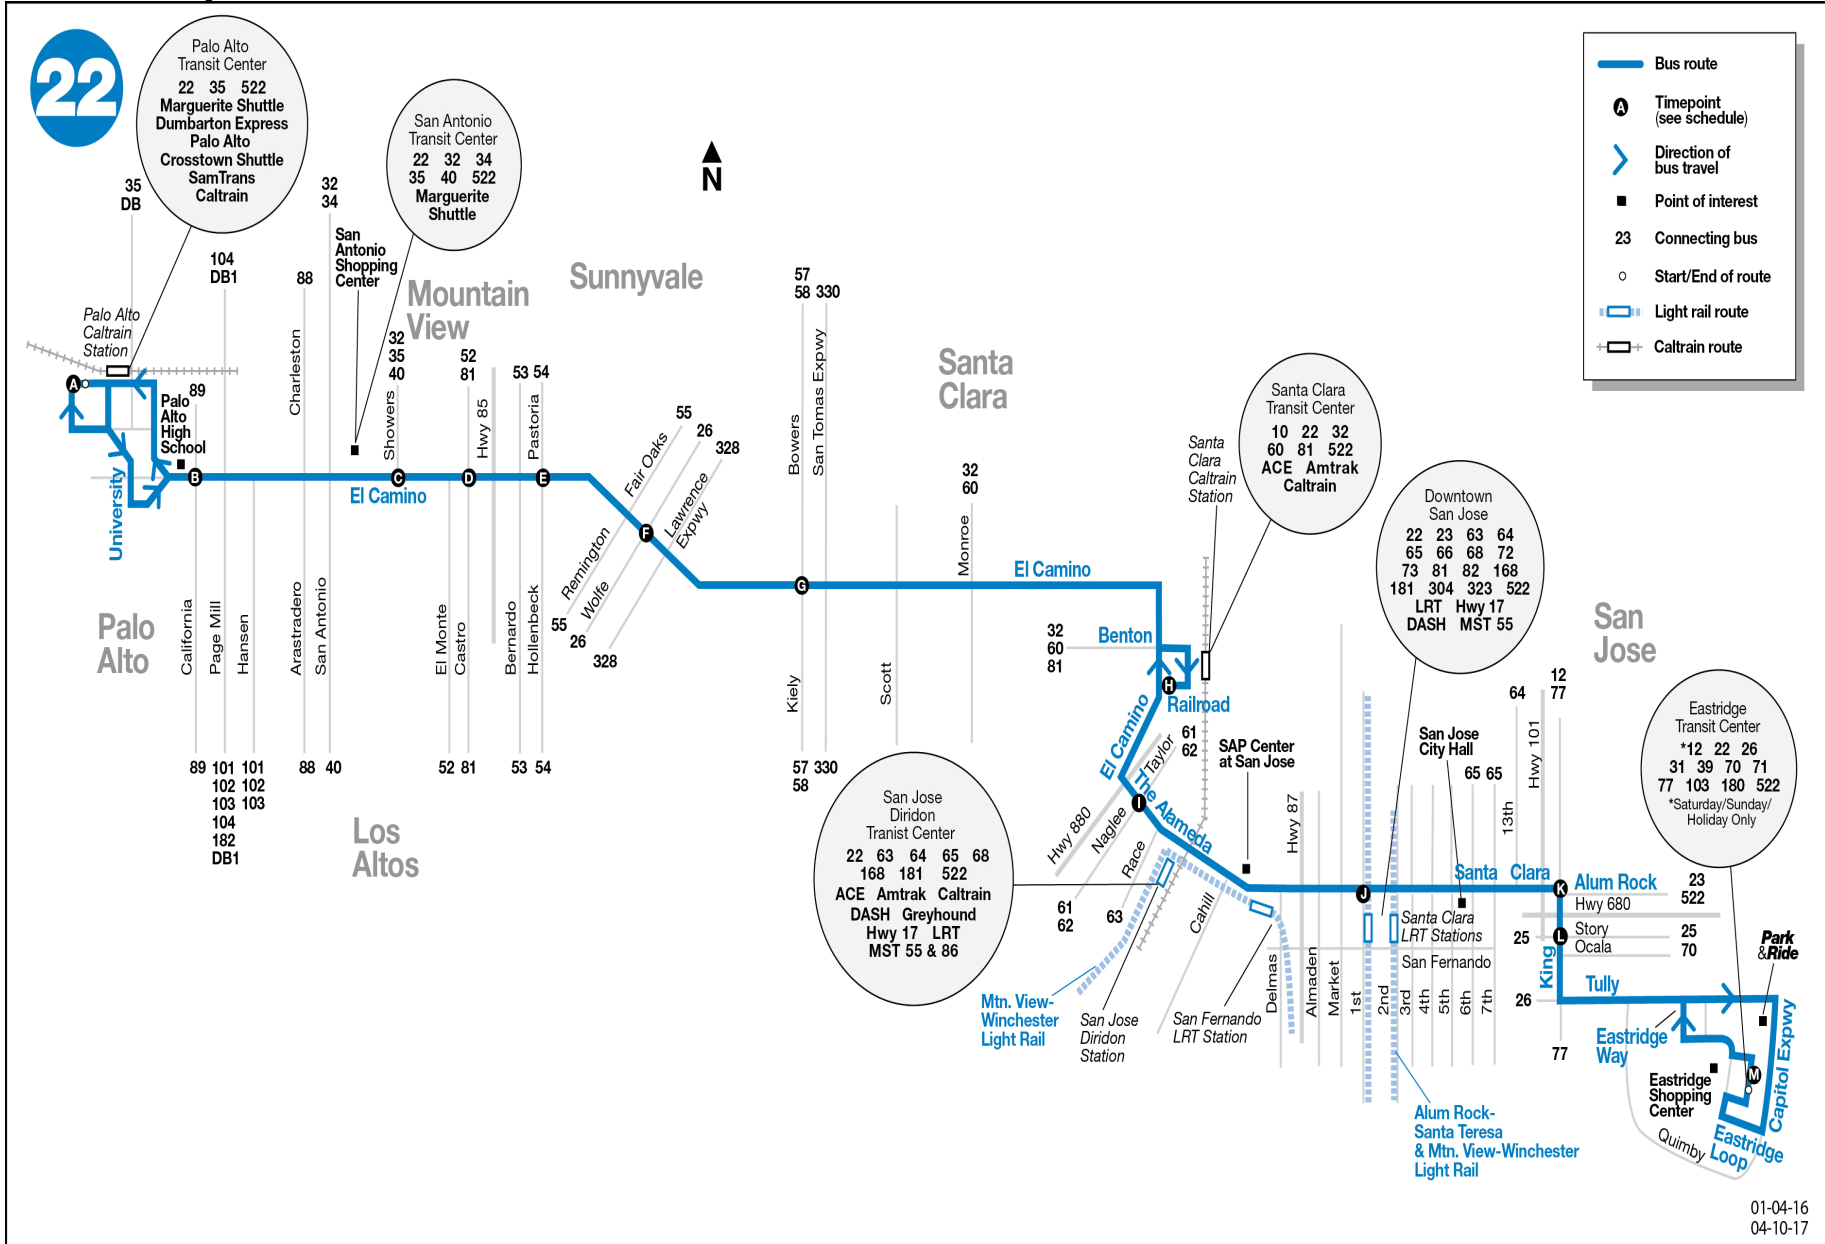 22
Palo Alto
Transit Center
22 35 522
Marguerite Shuttle
Dumbarton Express
Palo Alto
Crosstown Shuttle
SamTrans
Caltrain
San Antonio
Transit Center
22 32 34
35 40 522
Marguerite
Shuttle
N
Bus route
A
Timepoint
(see schedule)
Direction of
bus travel
Point of interest
23
Connecting bus
Start/End of route
Light rail route
Caltrain route
35
DB
32
34
104
DB1
88
San
Antonio
Shopping
Center
Mountain
View
Sunnyvale
57
58 330
Palo Alto
Caltrain
Station
Charleston
32
35
40
52
81
53 54
Showers
Hwy 85
Pastoria
A
89
Palo
Alto
High
School
University
B
C
D
E
El Camino
55
26
328
Fair Oaks
Remington
Wolfe
Lawrence
Expwy
F
55
26
328
Bowers
San Tomas Expwy
Santa
Clara
32
60
Monroe
G
El Camino
Kiely
Scott
57 330
58
Palo
Alto
California
Page Mill
Hansen
Arastradero
San Antonio
El Monte
Castro
Bernardo
Hollenbeck
89 101 101
102 102
103 103
104
182
DB1
88 40
52 81
53 54
Los
Altos
Santa Clara
Transit Center
10 22 32
60 81 522
ACE Amtrak
Caltrain
Santa
Clara
Caltrain
Station
32
60
81
Benton
H
Railroad
El Camino
Downtown
San Jose
22 23 63 64
65 66 68 72
73 81 82 168
181 304 323 522
LRT Hwy 17
DASH MST 55
San
Jose
61
62
Taylor
Hwy 880
Naglee
I
The Alameda
Race
61
62
63
Cahill
SAP Center
at San Jose
San Jose
Diridon
Tranist Center
22 63 64 65 68
168 181 522
ACE Amtrak Caltrain
DASH Greyhound
Hwy 17 LRT
MST 55 & 86
Mtn. View-
Winchester
Light Rail
San Jose
Diridon
Station
San Fernando
LRT Station
Hwy 87
Delmas
Almaden
Market
1st
2nd
3rd
4th
5th
6th
7th
J
San Jose
City Hall
65 65
64
12
77
13th
Hwy 101
Santa Clara
Santa Clara
LRT Stations
San Fernando
K
Alum Rock
23
522
Hwy 680
25
L
Story
25
Ocala
70
King
26
Tully
77
Alum Rock-
Santa Teresa
& Mtn. View-Winchester
Light Rail
Eastridge
Transit Center
*12 22 26
31 39 70 71
77 103 180 522
*Saturday/Sunday/
Holiday Only
Park
&Ride
Eastridge
Way
Eastridge
Shopping
Center
M
Capitol Expwy
Quimby
Eastridge
Loop
01-04-16
04-10-17